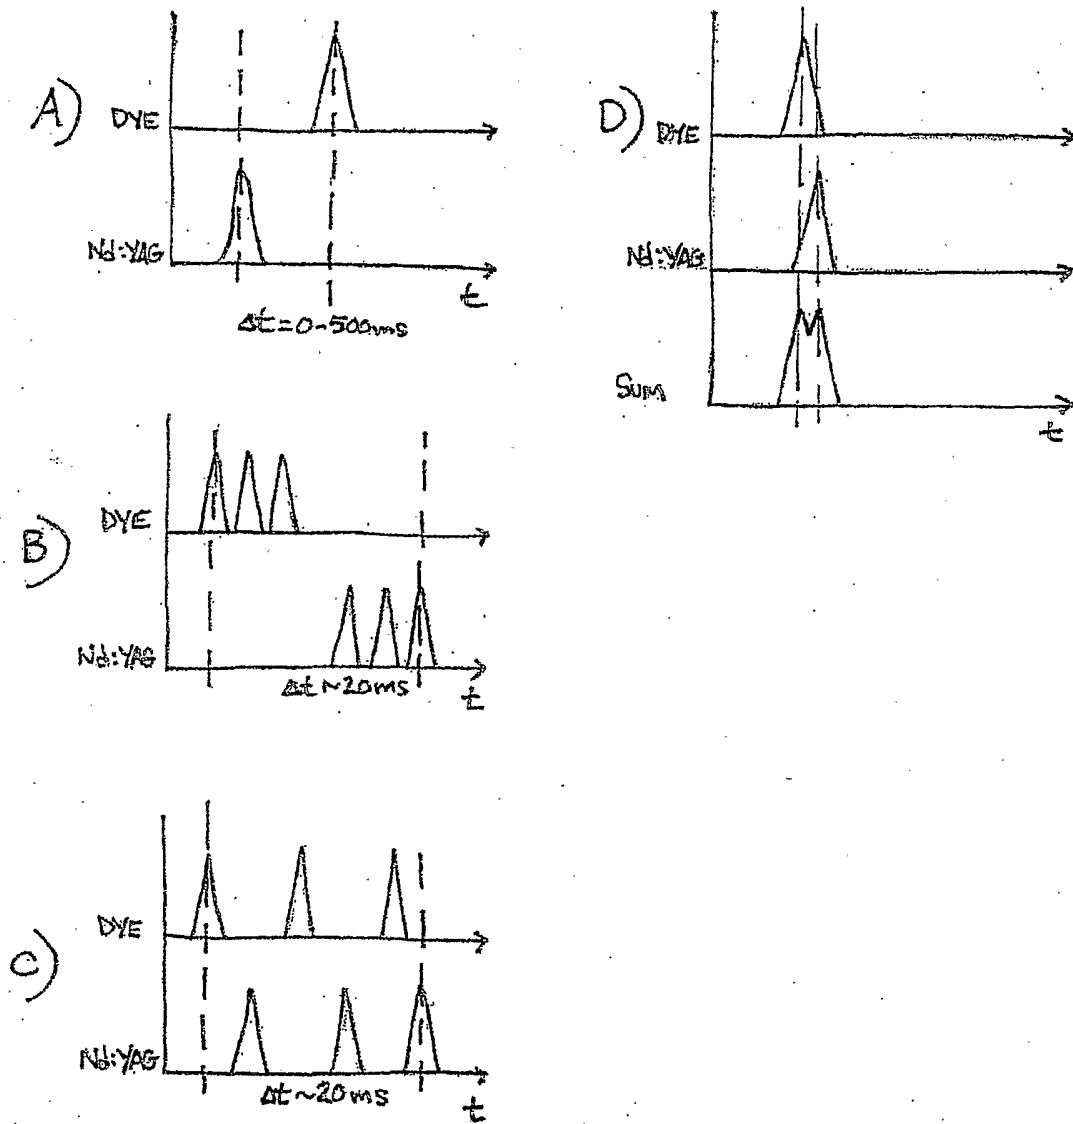 A)
DYE
Nd:YAG
t
Δt=0-500ms
B)
DYE
Nd:YAG
Δt~20ms
t
C)
DYE
Nd:YAG
Δt~20ms
t
D)
DYE
Nd:YAG
SUM
t